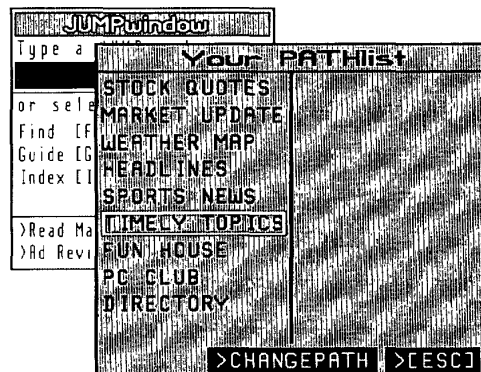 JUMPwindow
Type a
or sele
Find [F
Guide [G
Index [I
>Read Ma
>Ad Revi
Your PATHlist
STOCK QUOTES
MARKET UPDATE
WEATHER MAP
HEADLINES
SPORTS NEWS
TIMELY TOPICS
FUN HOUSE
PC CLUB
DIRECTORY
>CHANGEPATH >[ESC]